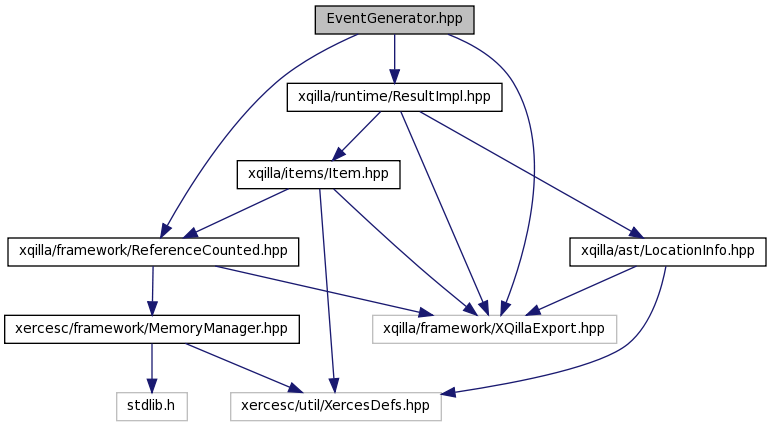 EventGenerator.hpp
xqilla/runtime/ResultImpl.hpp
xqilla/items/Item.hpp
xqilla/framework/ReferenceCounted.hpp
xqilla/ast/LocationInfo.hpp
xercesc/framework/MemoryManager.hpp
xqilla/framework/XQillaExport.hpp
stdlib.h
xercesc/util/XercesDefs.hpp